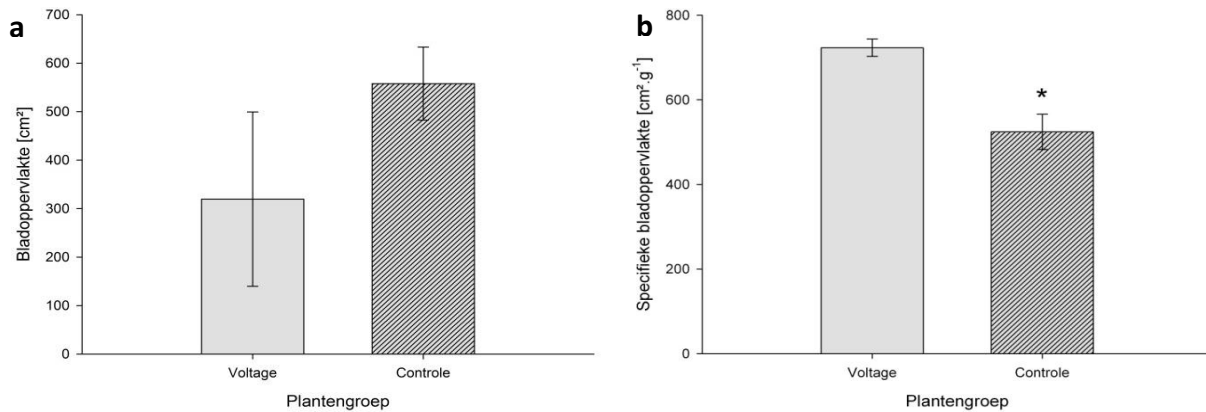 a
Bladoppervlakte [cm²]
700
600
500
400
300
200
100
0
Voltage
Controle
Plantengroep
b
Specifieke bladoppervlakte [cm².g⁻¹]
800
600
400
200
0
*
Voltage
Controle
Plantengroep